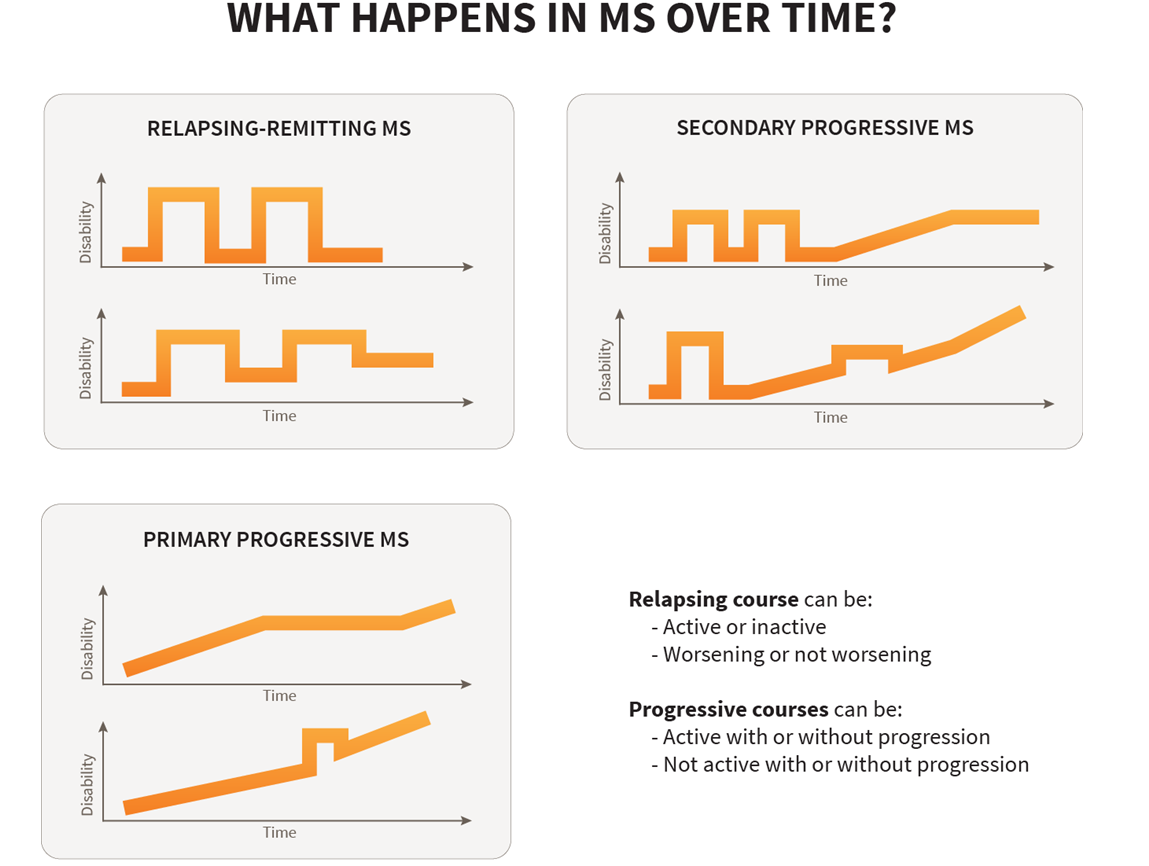 WHAT HAPPENS IN MS OVER TIME?
RELAPSING-REMITTING MS
Disability
Time
Disability
Time
SECONDARY PROGRESSIVE MS
Disability
Time
Disability
Time
PRIMARY PROGRESSIVE MS
Disability
Time
Disability
Time
Relapsing course can be:
- Active or inactive
- Worsening or not worsening
Progressive courses can be:
- Active with or without progression
- Not active with or without progression